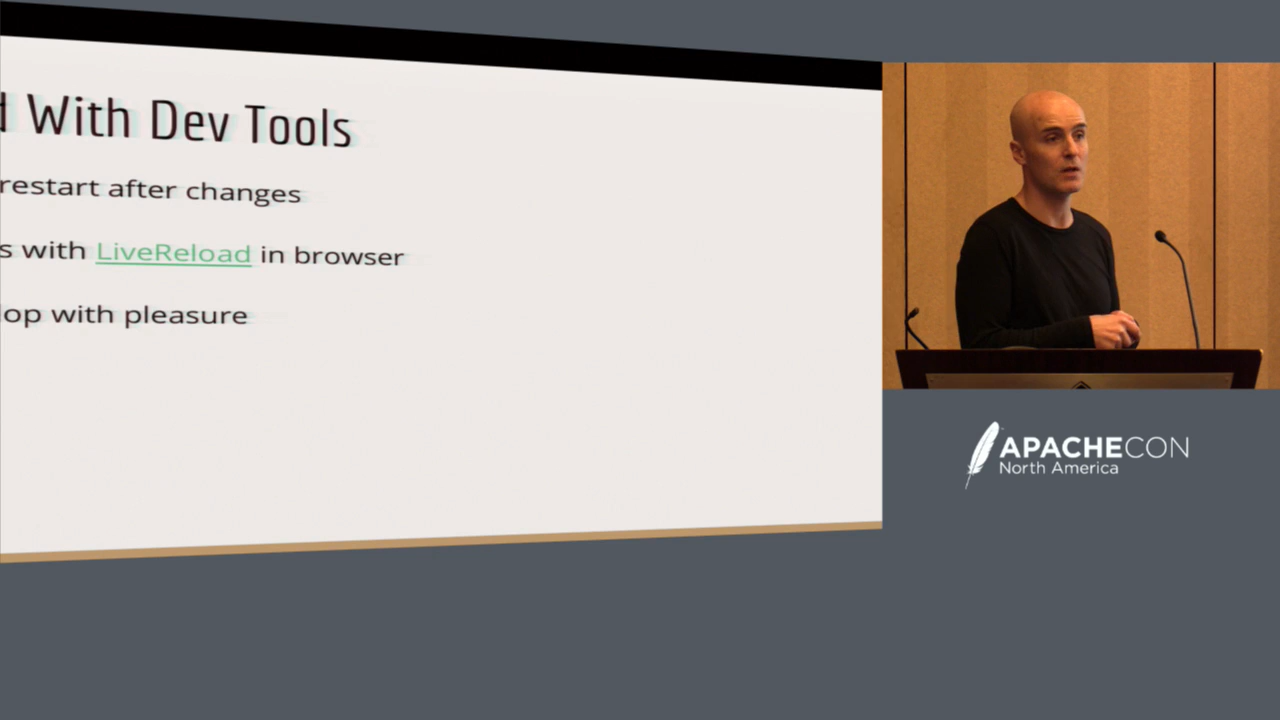 With Dev Tools
restart after changes
s with LiveReload in browser
lop with pleasure
APACHECON
North America